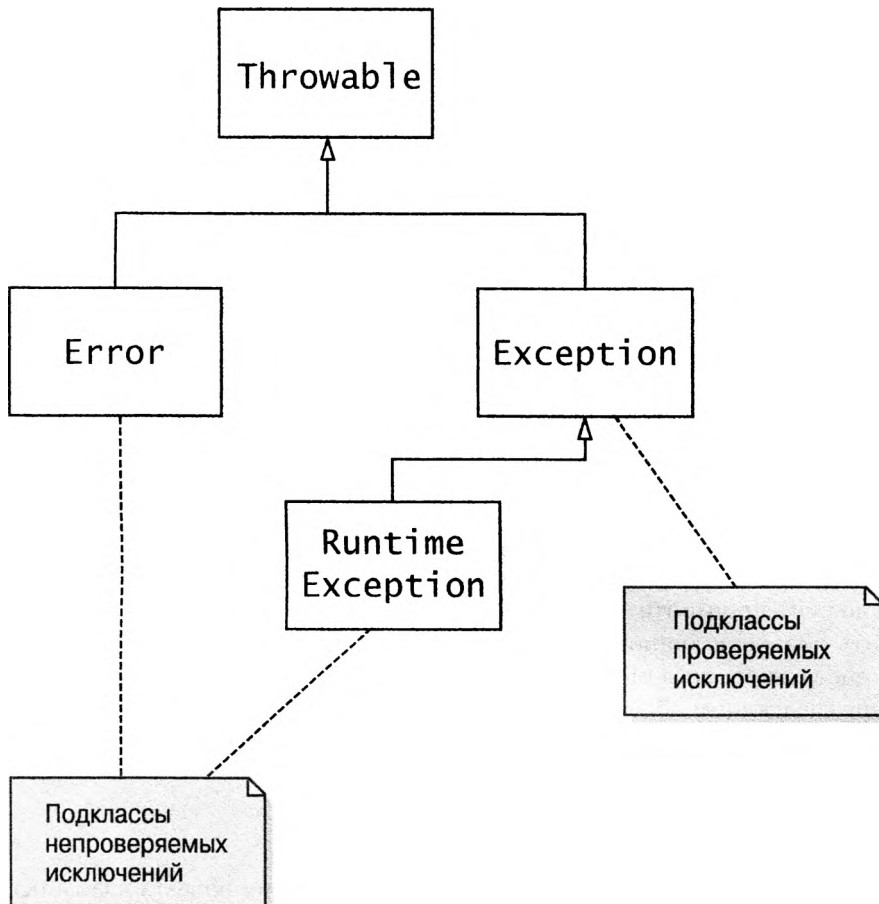 Throwable
Error
Exception
Runtime
Exception
Подклассы
проверяемых
исключений
Подклассы
непроверяемых
исключений